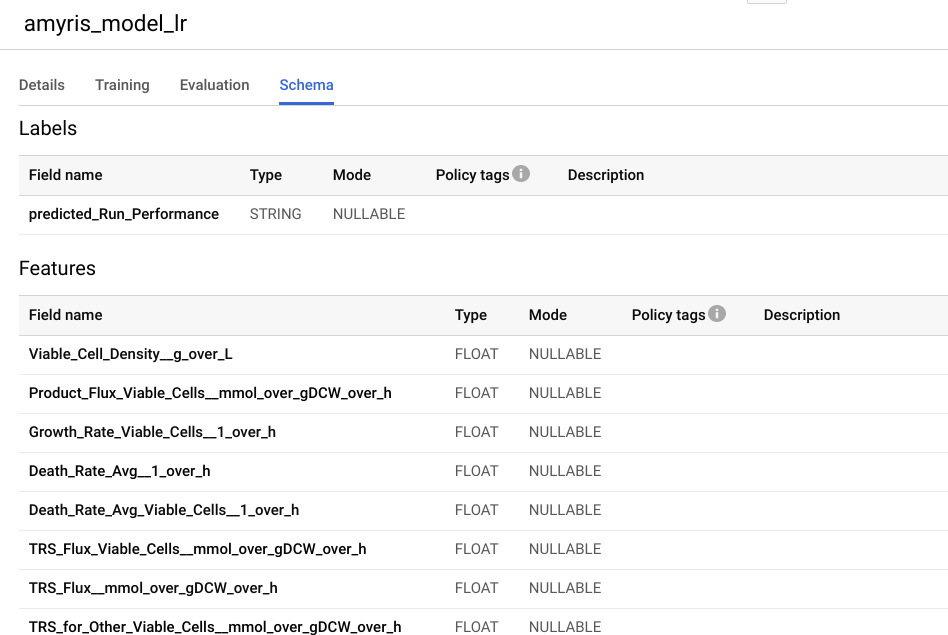 amyris_model_lr
Details Training Evaluation Schema
Labels
Field name Type Mode Policy tags Description
predicted_Run_Performance STRING NULLABLE
Features
Field name Type Mode Policy tags Description
Viable_Cell_Density__g_over_L FLOAT NULLABLE
Product_Flux_Viable_Cells__mmol_over_gDCW_over_h FLOAT NULLABLE
Growth_Rate_Viable_Cells__1_over_h FLOAT NULLABLE
Death_Rate_Avg__1_over_h FLOAT NULLABLE
Death_Rate_Avg_Viable_Cells__1_over_h FLOAT NULLABLE
TRS_Flux_Viable_Cells__mmol_over_gDCW_over_h FLOAT NULLABLE
TRS_Flux__mmol_over_gDCW_over_h FLOAT NULLABLE
TRS_for_Other_Viable_Cells__mmol_over_gDCW_over_h FLOAT NULLABLE